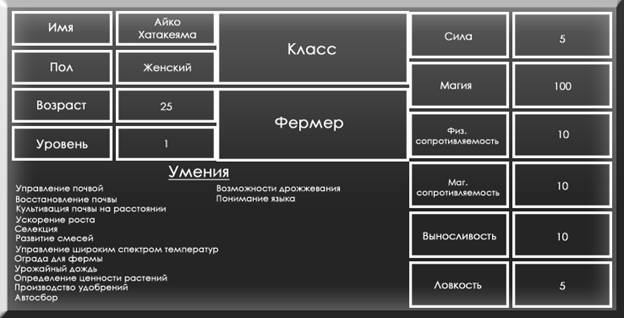 Имя
Айко
Хатакеяма
Пол
Женский
Возраст
25
Уровень
1
Класс
Фермер
Сила
5
Магия
100
Физ.
сопротивляемость
10
Маг.
сопротивляемость
10
Выносливость
10
Ловкость
5
Умения
Управление почвой
Восстановление почвы
Культивация почвы на расстоянии
Ускорение роста
Селекция
Развитие смесей
Управление широким спектром температур
Ограда для фермы
Урожайный дождь
Определение ценности растений
Производство удобрений
Автосбор
Возможности дрожжевания
Понимание языка